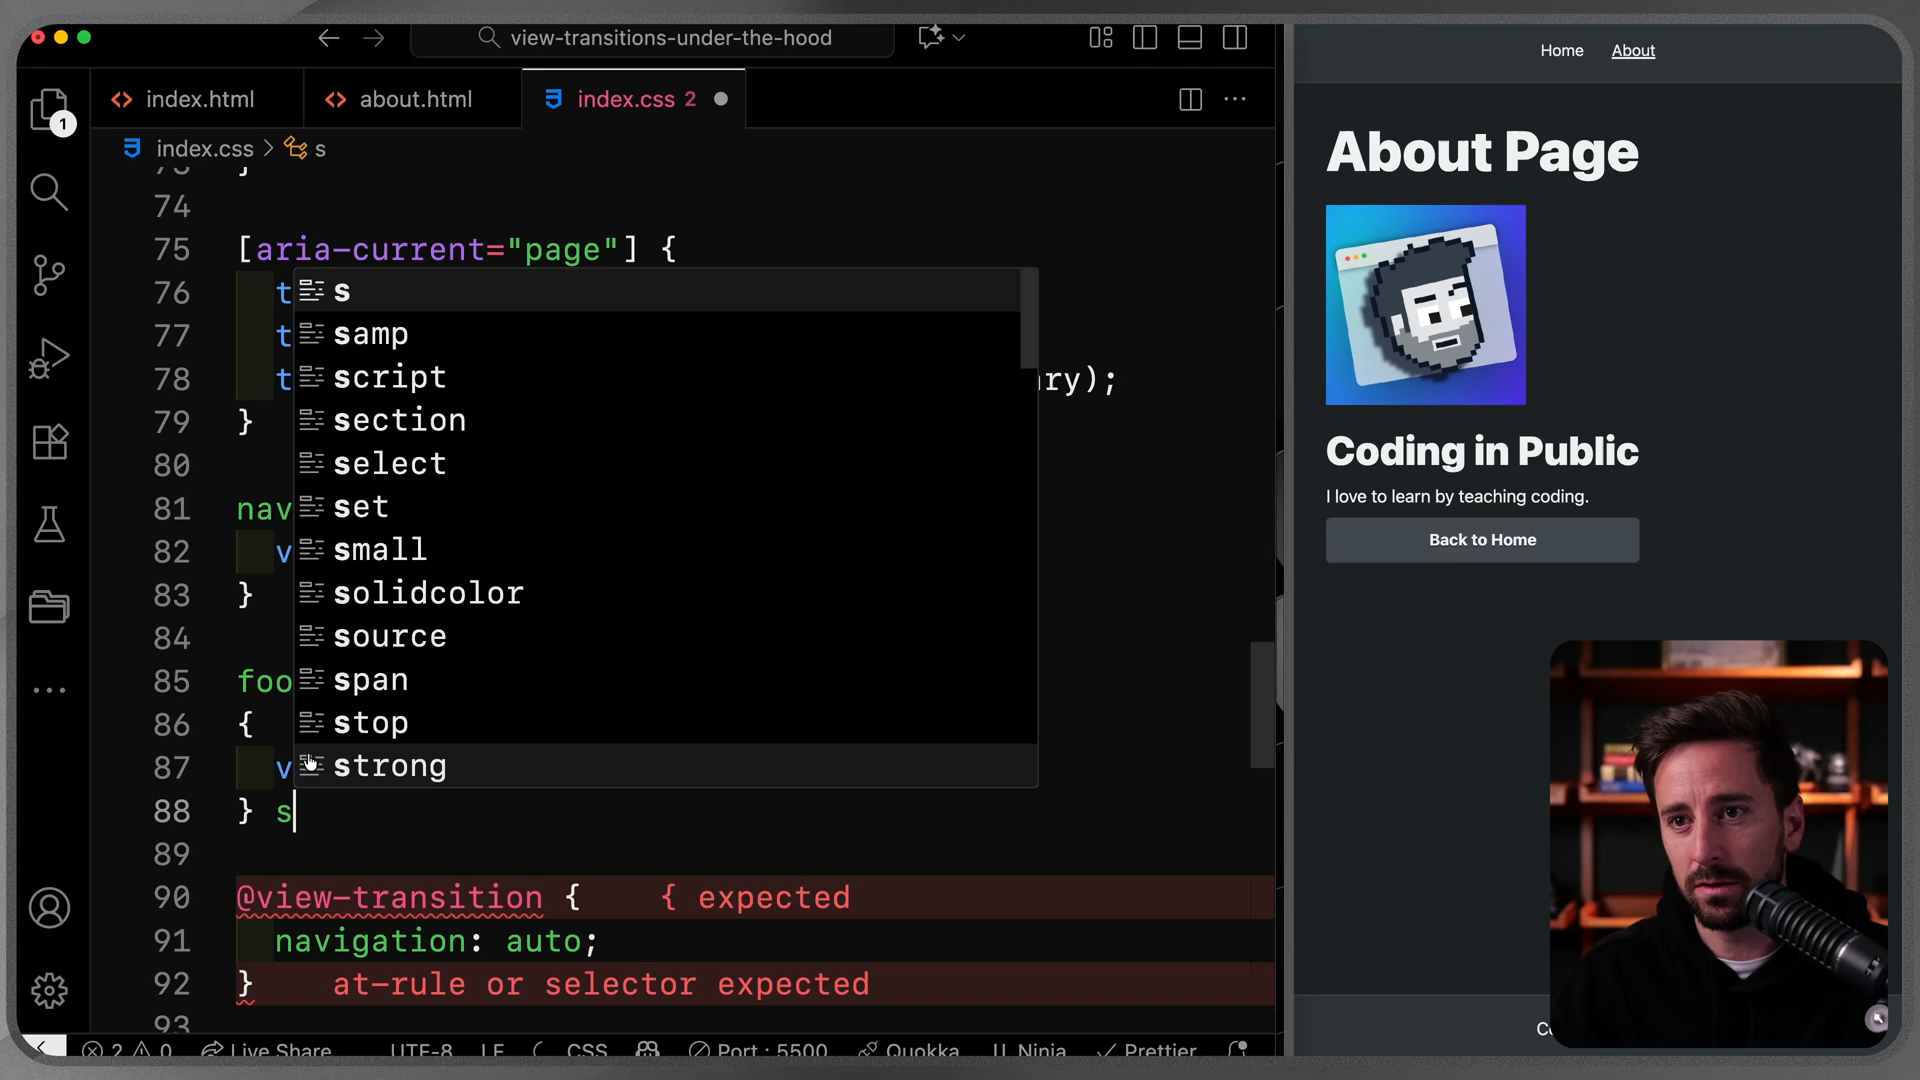 view-transitions-under-the-hood
1
index.html
about.html
index.css 2
index.css > s
74
75 [aria-current="page"] {
76 t
77 t
78 t ry);
79 }
80
81 nav
82 v
83 }
84
85 foo
86 {
87 v
88 } s
89
90 @view-transition { { expected
91 navigation: auto;
92 } at-rule or selector expected
93
s
samp
script
section
select
set
small
solidcolor
source
span
stop
strong
2 0 Live Share UTF-8 LF CSS Port : 5500 Quokka Ninja Prettier
Home About
About Page
Coding in Public
I love to learn by teaching coding.
Back to Home